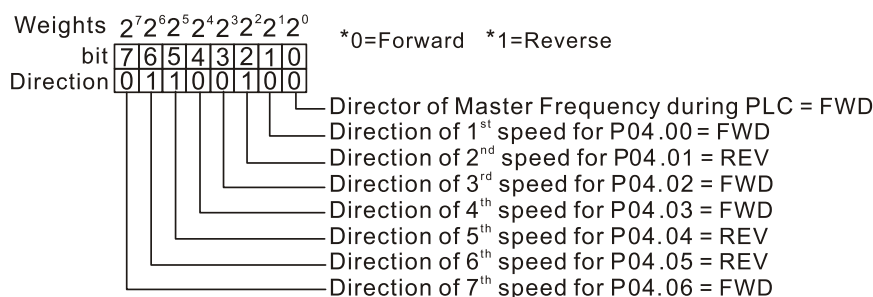 Weights 2⁷2⁶2⁵2⁴2³2²2¹2⁰
*0=Forward *1=Reverse
bit 7 6 5 4 3 2 1 0
Direction 0 1 1 0 0 1 0 0
Director of Master Frequency during PLC = FWD
Direction of 1ˢᵗ speed for P04.00 = FWD
Direction of 2ⁿᵈ speed for P04.01 = REV
Direction of 3ʳᵈ speed for P04.02 = FWD
Direction of 4ᵗʰ speed for P04.03 = FWD
Direction of 5ᵗʰ speed for P04.04 = REV
Direction of 6ᵗʰ speed for P04.05 = REV
Direction of 7ᵗʰ speed for P04.06 = FWD